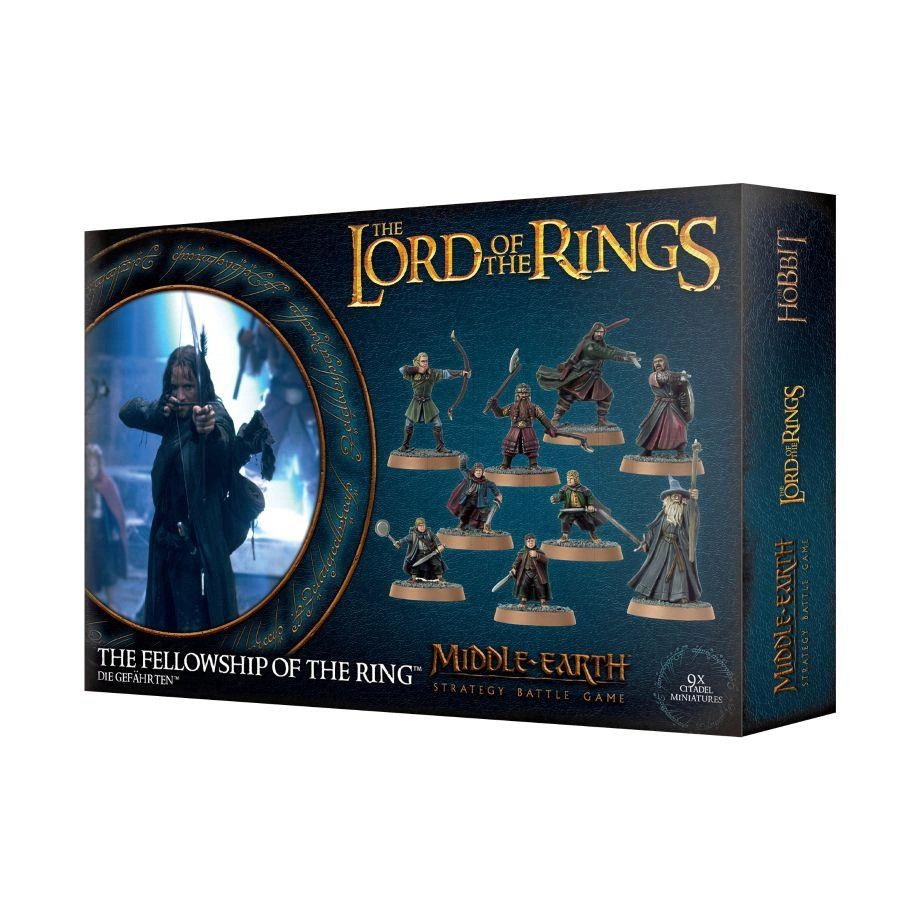 THE
LORD OF THE RINGS™
THE FELLOWSHIP OF THE RING™
DIE GEFÄHRTEN™
MIDDLE-EARTH
STRATEGY BATTLE GAME
9X
CITADEL
MINIATURES
THE HOBBIT
THE LORD OF THE RINGS
MIDDLE-EARTH
STRATEGY BATTLE GAME